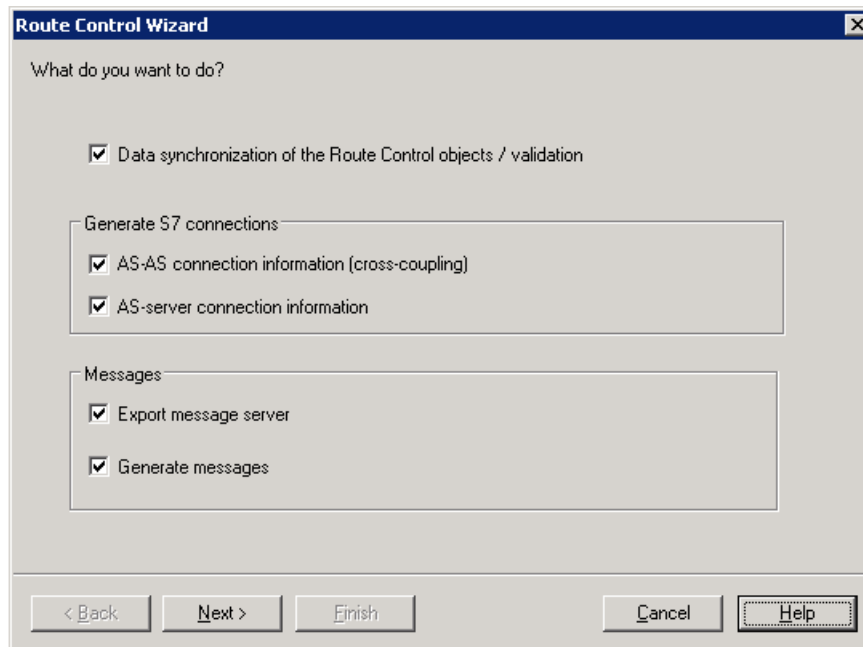 Route Control Wizard
What do you want to do?
Data synchronization of the Route Control objects / validation
Generate S7 connections
AS-AS connection information (cross-coupling)
AS-server connection information
Messages
Export message server
Generate messages
< Back Next > Finish Cancel Help